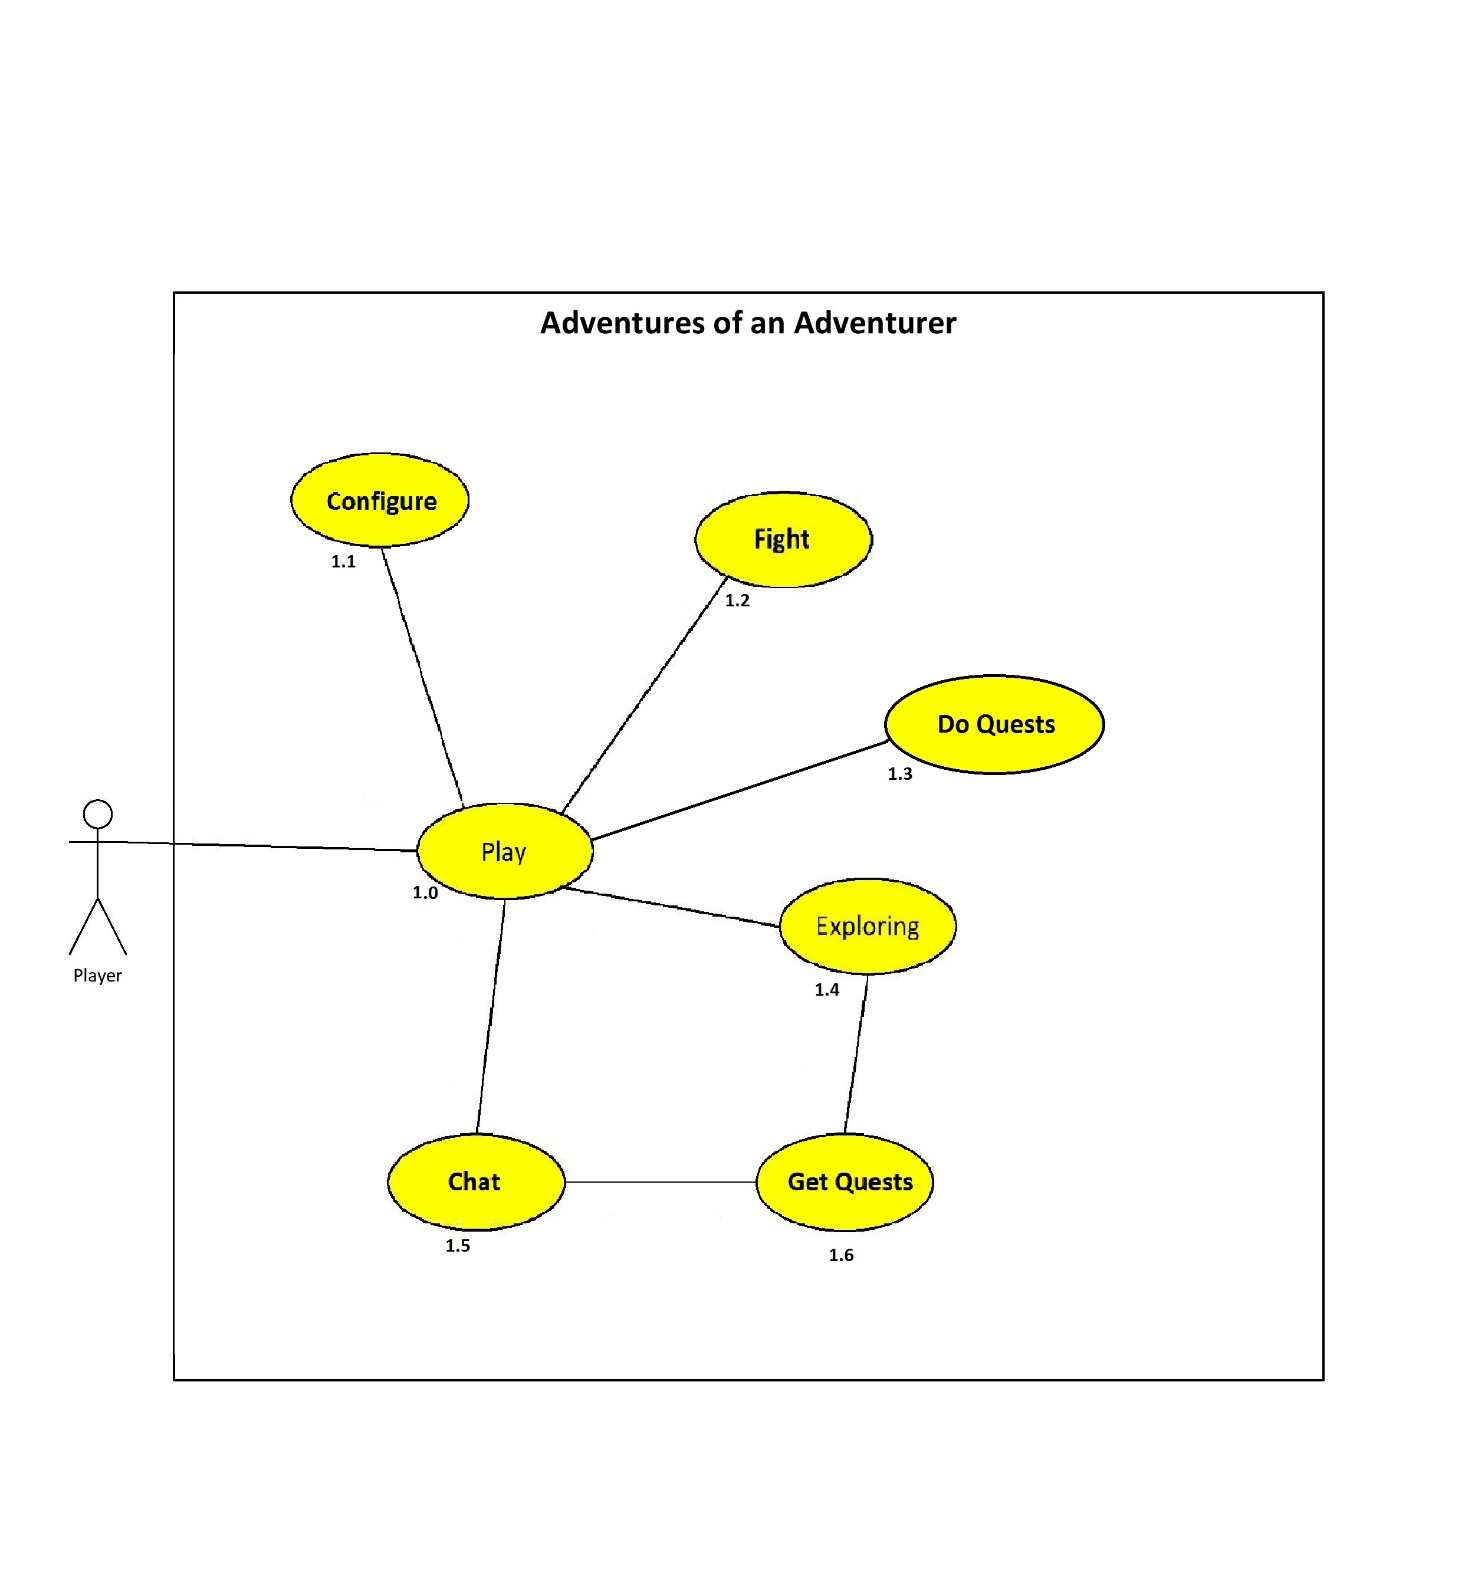 Adventures of an Adventurer
Configure
1.1
Fight
1.2
Do Quests
1.3
Play
1.0
Exploring
1.4
Player
Chat
1.5
Get Quests
1.6